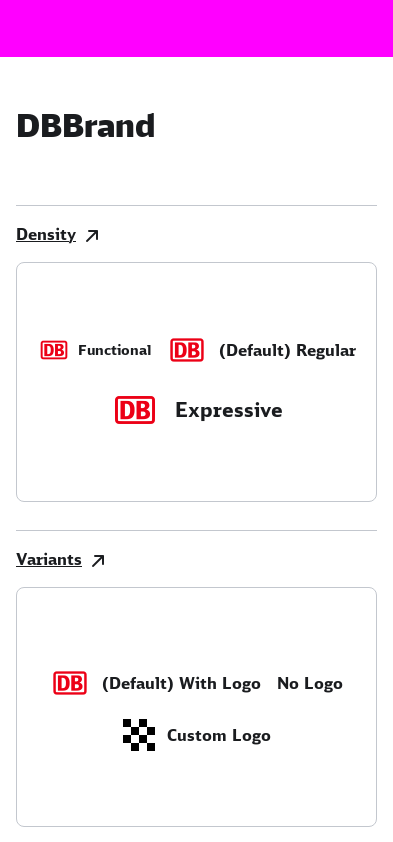 DBBrand
Density
DB Functional DB (Default) Regular
DB Expressive
Variants
DB (Default) With Logo No Logo
Custom Logo